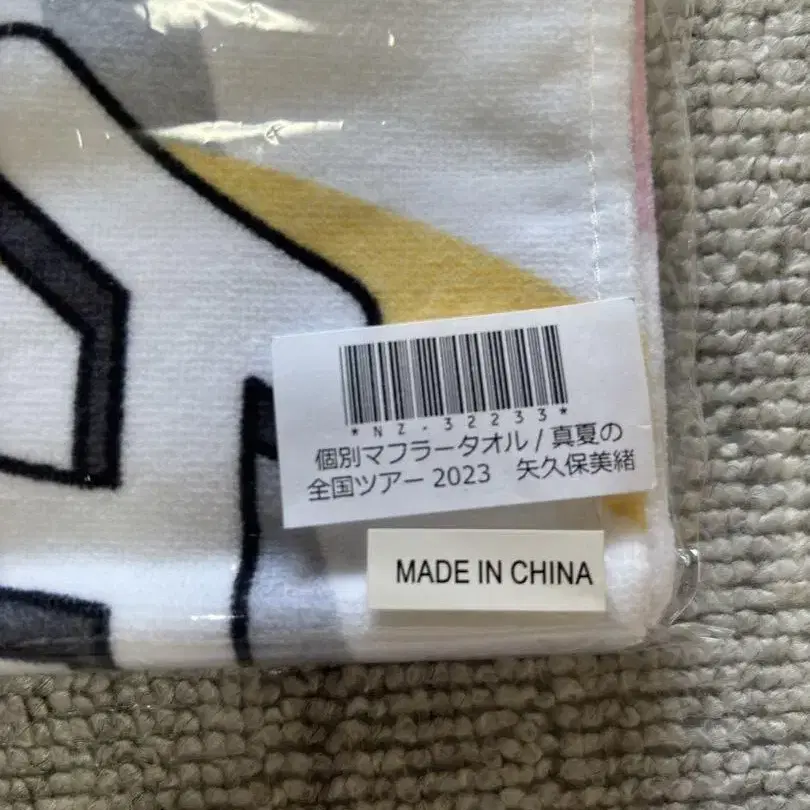 *NZ-32233*
個別マフラータオル / 真夏の
全国ツアー 2023　矢久保美緒
MADE IN CHINA